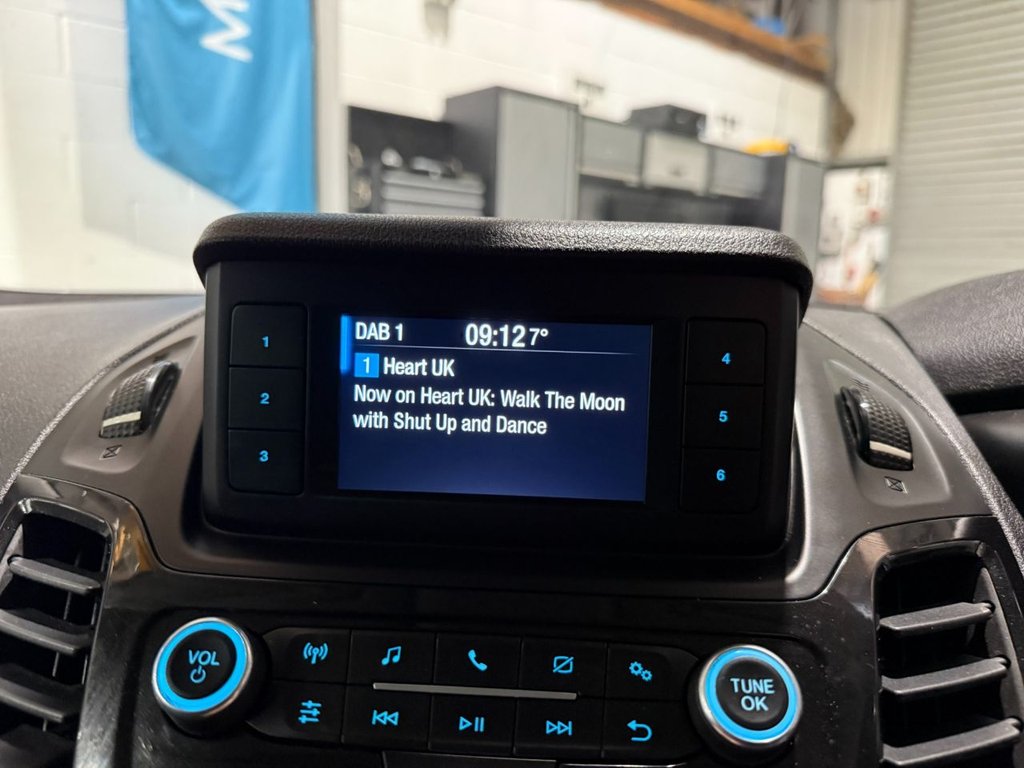 M
DAB 1 09:12 7°
1 Heart UK
Now on Heart UK: Walk The Moon
with Shut Up and Dance
1
2
3
4
5
6
VOL
TUNE
OK